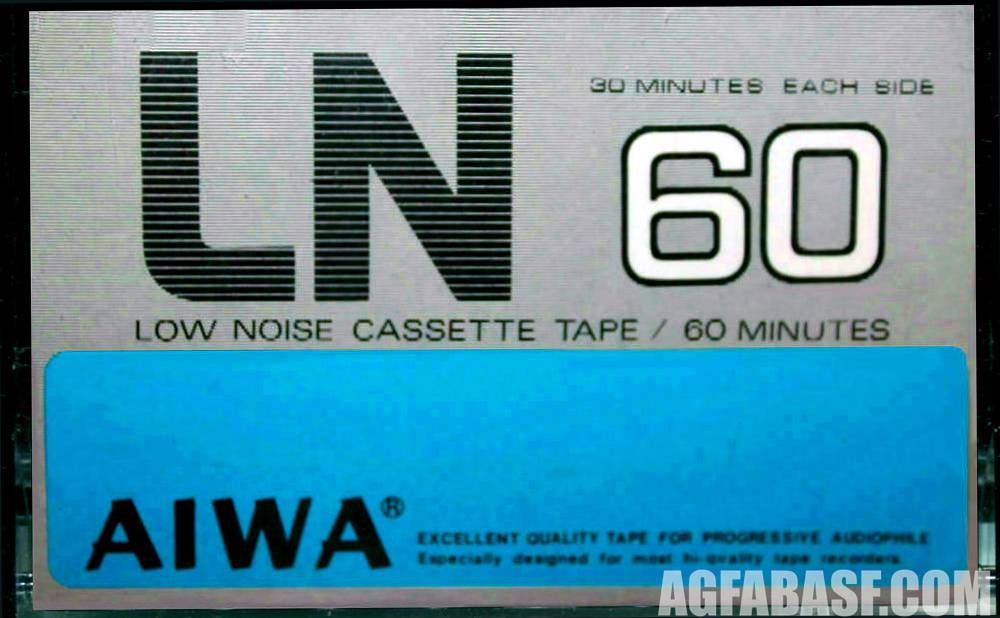 LN
30 MINUTES EACH SIDE
60
LOW NOISE CASSETTE TAPE / 60 MINUTES
AIWA®
EXCELLENT QUALITY TAPE FOR PROGRESSIVE AUDIOPHILE
Especially designed for most hi-quality tape recorders
AGFABASF.COM